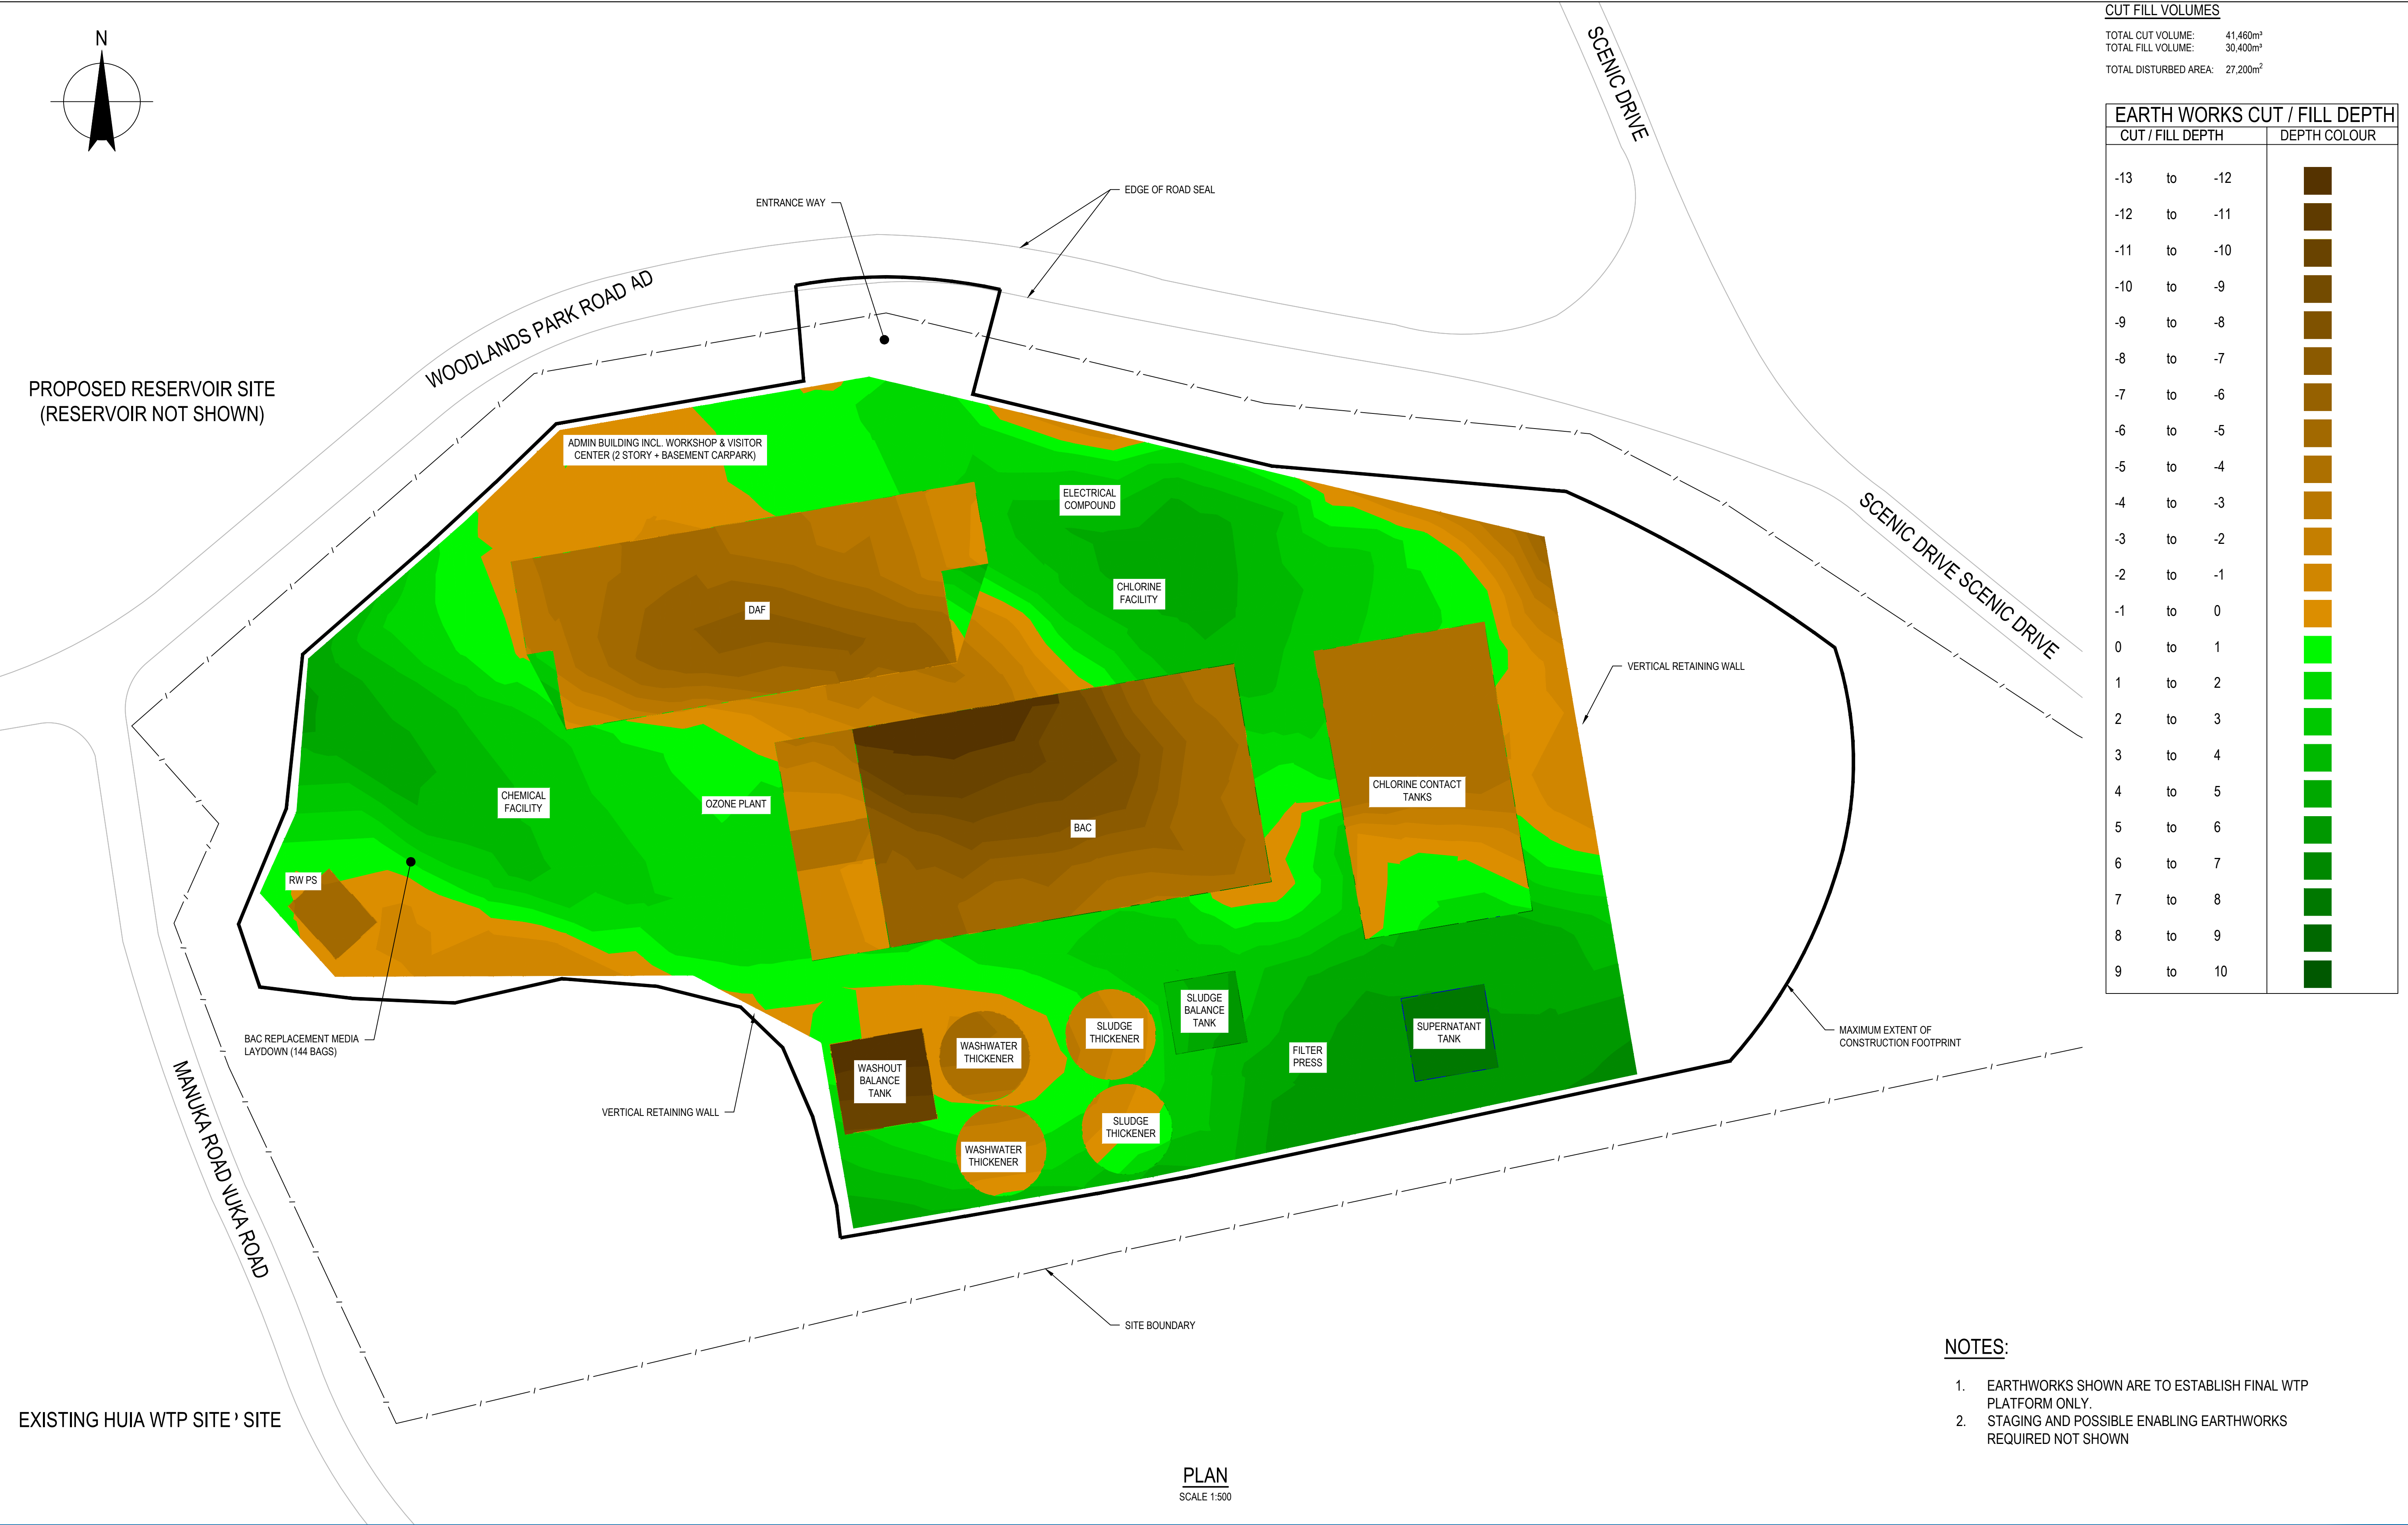 N
CUT FILL VOLUMES
TOTAL CUT VOLUME: 41,460m³
TOTAL FILL VOLUME: 30,400m³
TOTAL DISTURBED AREA: 27,200m²
EARTH WORKS CUT / FILL DEPTH
CUT / FILL DEPTH DEPTH COLOUR
-13 to -12
-12 to -11
-11 to -10
-10 to -9
-9 to -8
-8 to -7
-7 to -6
-6 to -5
-5 to -4
-4 to -3
-3 to -2
-2 to -1
-1 to 0
0 to 1
1 to 2
2 to 3
3 to 4
4 to 5
5 to 6
6 to 7
7 to 8
8 to 9
9 to 10
SCENIC DRIVE
EDGE OF ROAD SEAL
ENTRANCE WAY
WOODLANDS PARK ROAD AD
PROPOSED RESERVOIR SITE
(RESERVOIR NOT SHOWN)
ADMIN BUILDING INCL. WORKSHOP & VISITOR
CENTER (2 STORY + BASEMENT CARPARK)
ELECTRICAL
COMPOUND
SCENIC DRIVE SCENIC DRIVE
CHLORINE
FACILITY
DAF
VERTICAL RETAINING WALL
CHLORINE CONTACT
TANKS
CHEMICAL
FACILITY
OZONE PLANT
BAC
RW PS
SLUDGE
BALANCE
TANK
SLUDGE
THICKENER
SUPERNATANT
TANK
MAXIMUM EXTENT OF
CONSTRUCTION FOOTPRINT
BAC REPLACEMENT MEDIA
LAYDOWN (144 BAGS)
WASHWATER
THICKENER
FILTER
PRESS
WASHOUT
BALANCE
TANK
VERTICAL RETAINING WALL
SLUDGE
THICKENER
WASHWATER
THICKENER
MANUKA ROAD NUKA ROAD
SITE BOUNDARY
EXISTING HUIA WTP SITE SITE
NOTES:
1. EARTHWORKS SHOWN ARE TO ESTABLISH FINAL WTP
PLATFORM ONLY.
2. STAGING AND POSSIBLE ENABLING EARTHWORKS
REQUIRED NOT SHOWN
PLAN
SCALE 1:500